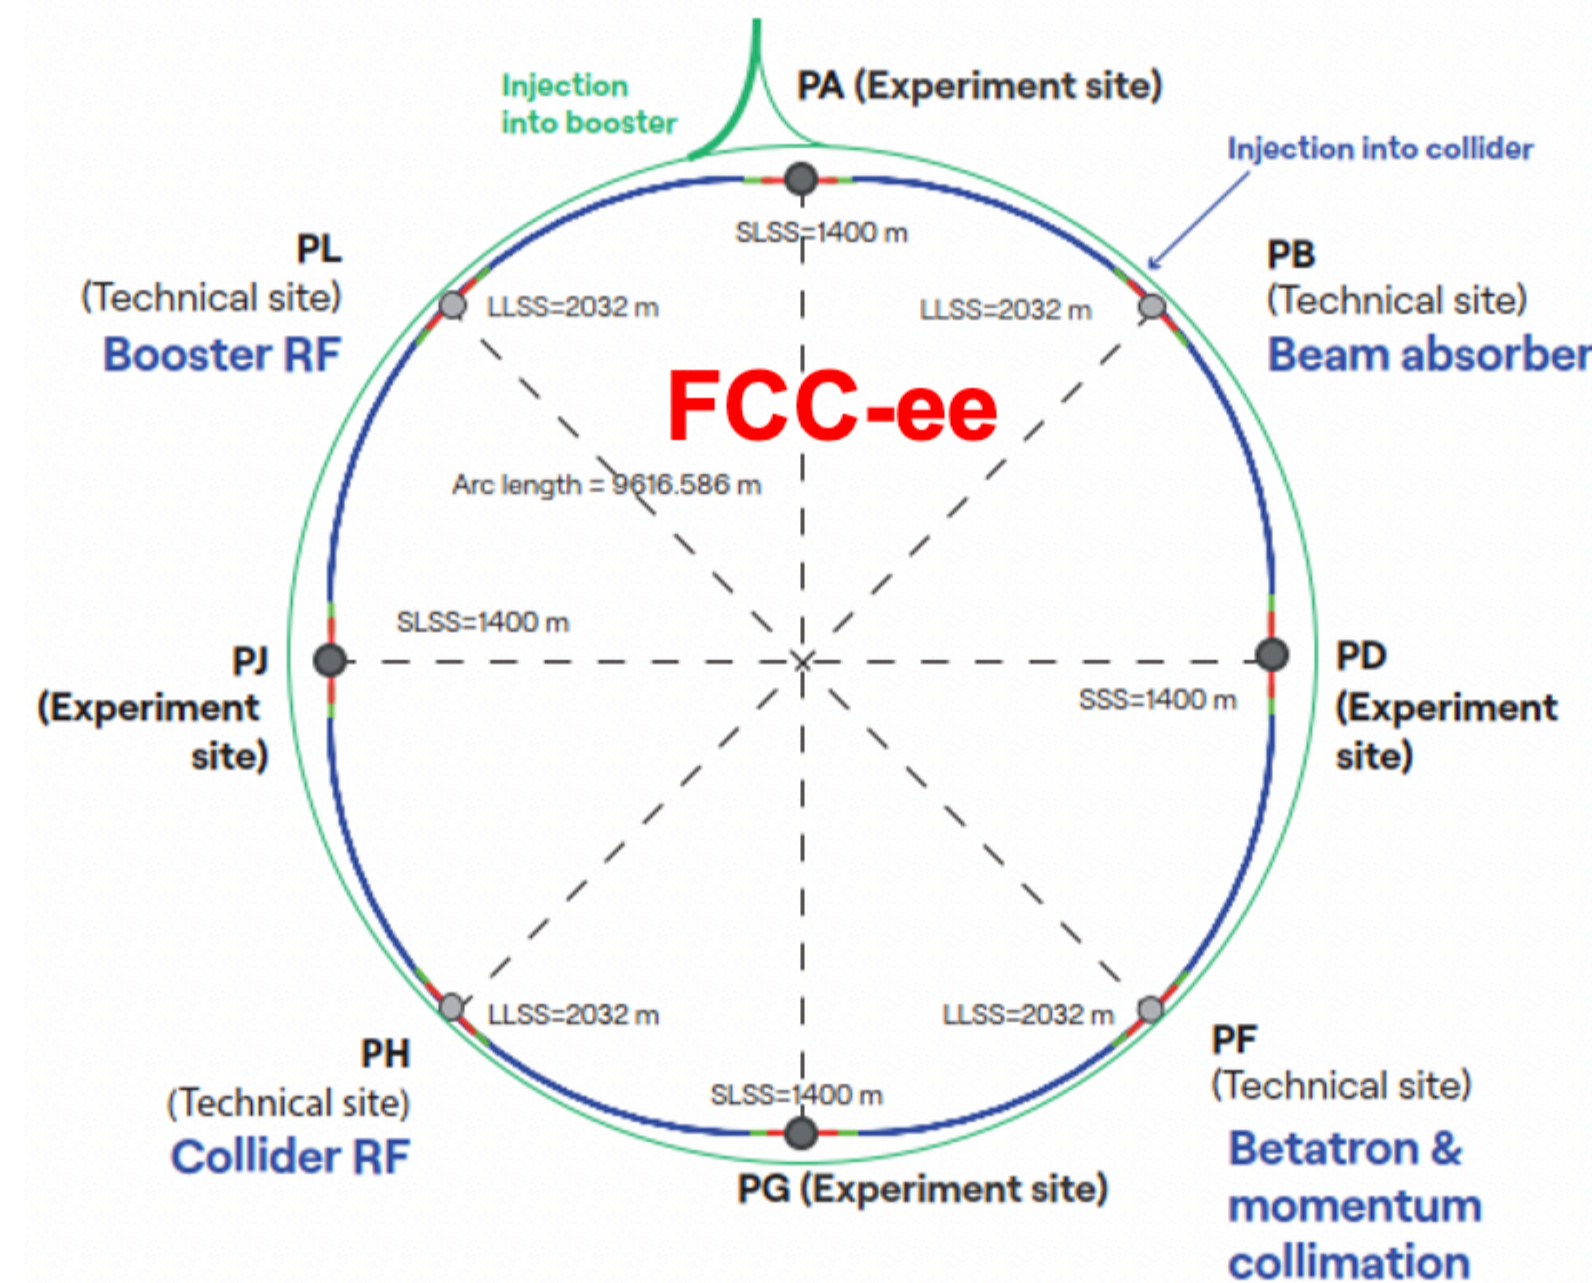 Injection
into booster
PA (Experiment site)
Injection into collider
SLSS=1400 m
PL
(Technical site)
Booster RF
LLSS=2032 m
LLSS=2032 m
PB
(Technical site)
Beam absorber
FCC-ee
Arc length = 9616.586 m
SLSS=1400 m
PJ
(Experiment
site)
SSS=1400 m
PD
(Experiment
site)
LLSS=2032 m
LLSS=2032 m
PH
(Technical site)
Collider RF
SLSS=1400 m
PG (Experiment site)
PF
(Technical site)
Betatron &
momentum
collimation